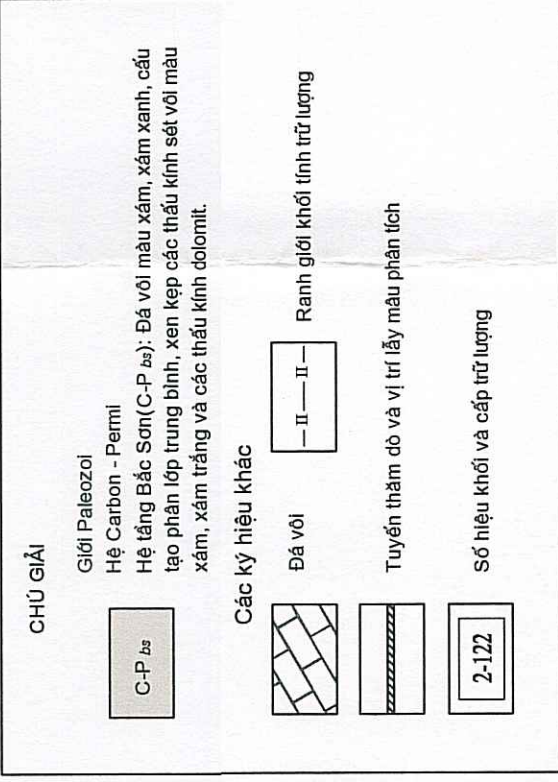 CHÚ GIẢI
Giới Paleozoi
Hệ Carbon - Permi
C-P bs
Hệ tầng Bắc Sơn(C-P bs): Đá vôi màu xám, xám xanh, cấu
tạo phân lớp trung bình, xen kẹp các thấu kính sét vôi màu
xám, xám trắng và các thấu kính dolomit.
Các ký hiệu khác
Đá vôi
II II
Ranh giới khối tính trữ lượng
Tuyến thăm dò và vị trí lấy mẫu phân tích
2-122
Số hiệu khối và cấp trữ lượng